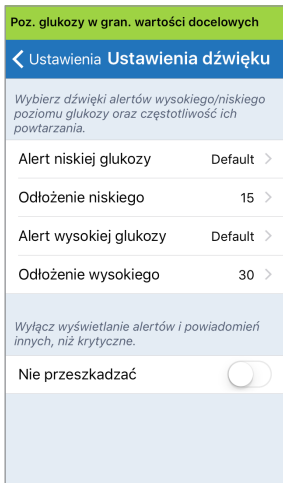 Poz. glukozy w gran. wartości docelowych
Ustawienia Ustawienia dźwięku
Wybierz dźwięki alertów wysokiego/niskiego
poziomu glukozy oraz częstotliwość ich
powtarzania.
Alert niskiej glukozy Default
Odłożenie niskiego 15
Alert wysokiej glukozy Default
Odłożenie wysokiego 30
Wyłącz wyświetlanie alertów i powiadomień
innych, niż krytyczne.
Nie przeszkadzać